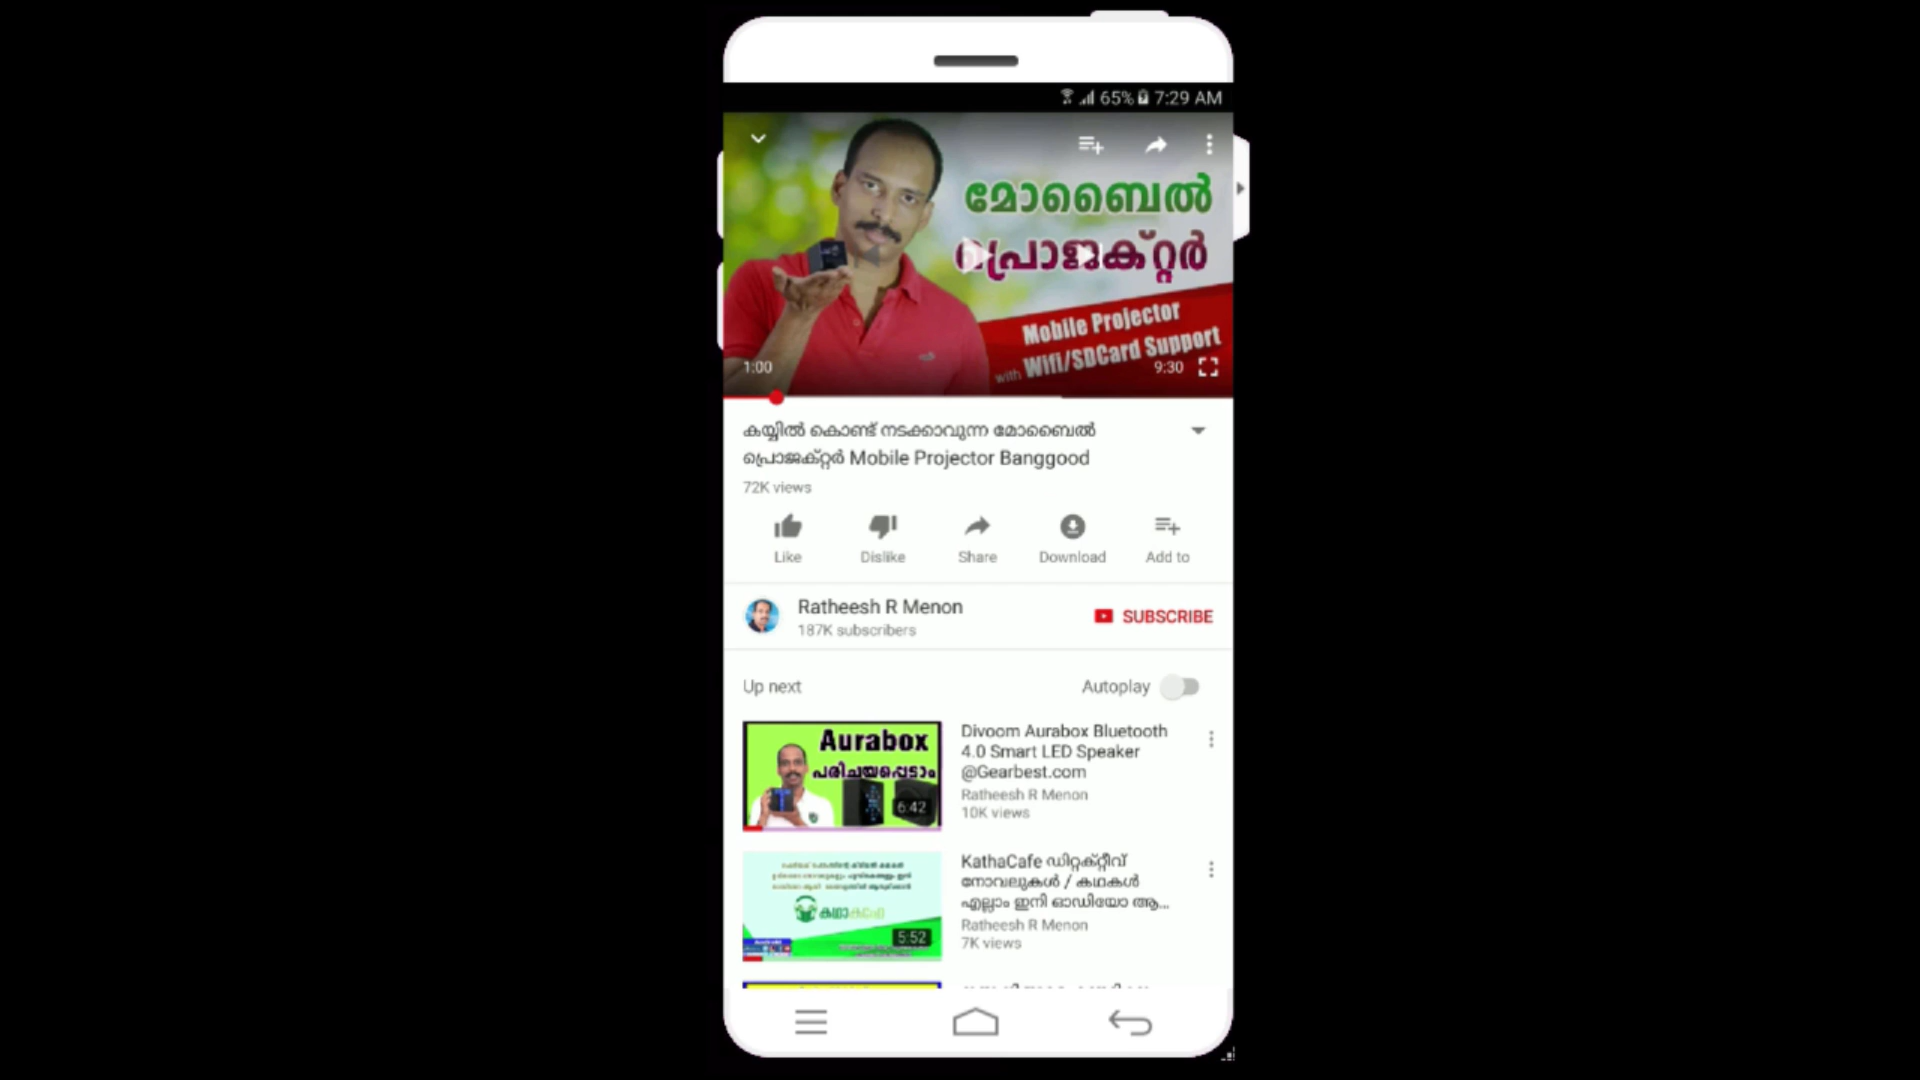 65% 7:29 AM
മോബൈൽ
പ്രൊജക്റ്റർ
Mobile Projector
with Wifi/SDCard Support
1:00
9:30
കയ്യിൽ കൊണ്ട് നടക്കാവുന്ന മോബൈൽ
പ്രൊജക്റ്റർ Mobile Projector Banggood
72K views
Like Dislike Share Download Add to
Ratheesh R Menon
187K subscribers
SUBSCRIBE
Up next
Autoplay
Aurabox
പരിചയപ്പെടാം
6:42
Divoom Aurabox Bluetooth
4.0 Smart LED Speaker
@Gearbest.com
Ratheesh R Menon
10K views
കഥാകഫെ
5:52
KathaCafe ഡിറ്റക്റ്റീവ്
നോവലുകൾ / കഥകൾ
എല്ലാം ഇനി ഓഡിയോ ആ...
Ratheesh R Menon
7K views